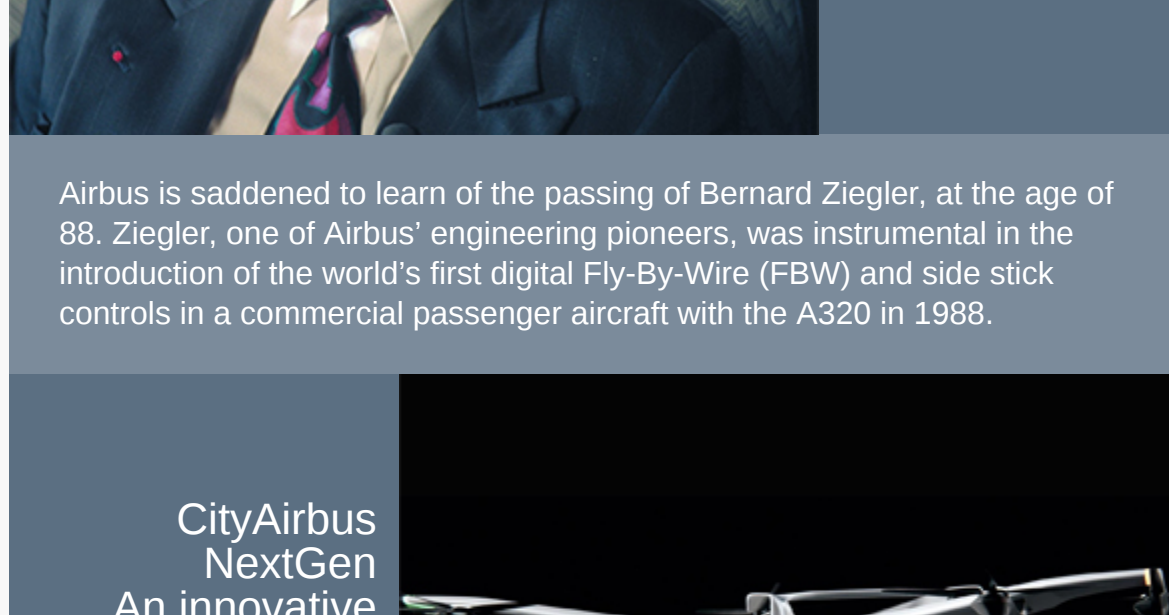 Airbus is saddened to learn of the passing of Bernard Ziegler, at the age of
88. Ziegler, one of Airbus’ engineering pioneers, was instrumental in the
introduction of the world’s first digital Fly-By-Wire (FBW) and side stick
controls in a commercial passenger aircraft with the A320 in 1988.
CityAirbus
NextGen
An innovative